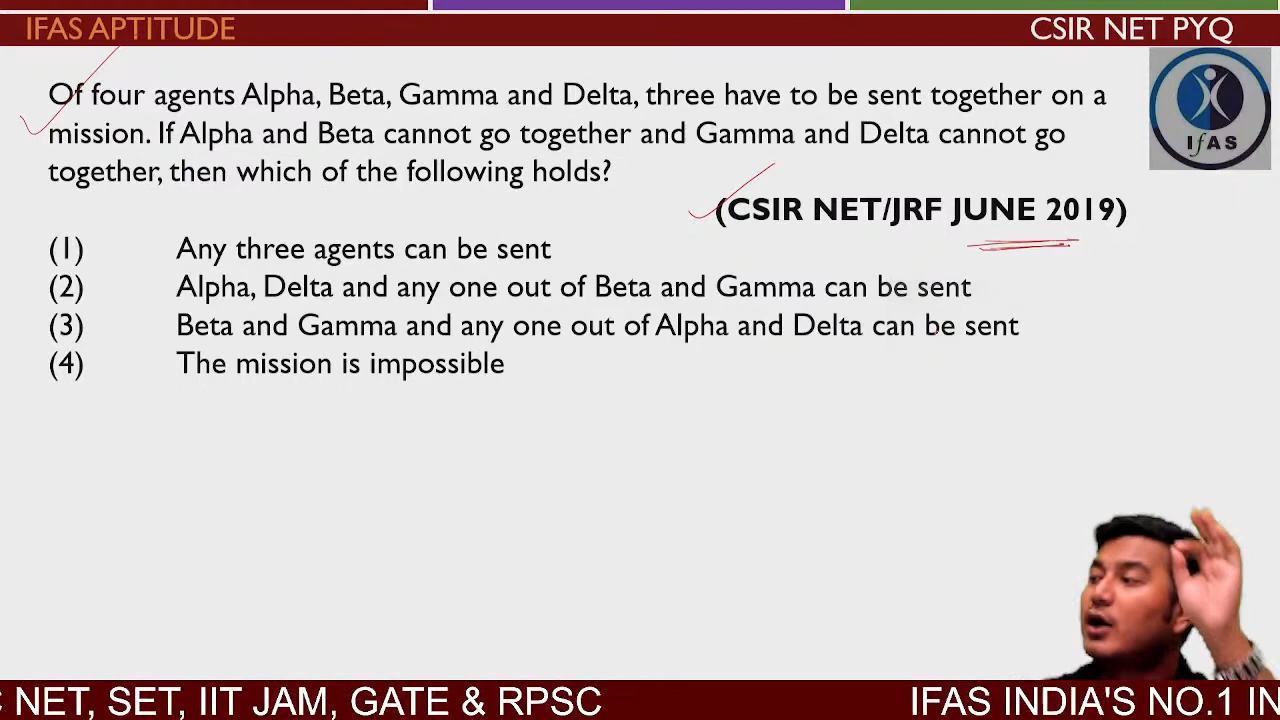 IFAS APTITUDE
CSIR NET PYQ
Of four agents Alpha, Beta, Gamma and Delta, three have to be sent together on a
mission. If Alpha and Beta cannot go together and Gamma and Delta cannot go
together, then which of the following holds?
IfAS
(CSIR NET/JRF JUNE 2019)
(1) Any three agents can be sent
(2) Alpha, Delta and any one out of Beta and Gamma can be sent
(3) Beta and Gamma and any one out of Alpha and Delta can be sent
(4) The mission is impossible
NET, SET, IIT JAM, GATE & RPSC
IFAS INDIA'S NO.1 IN